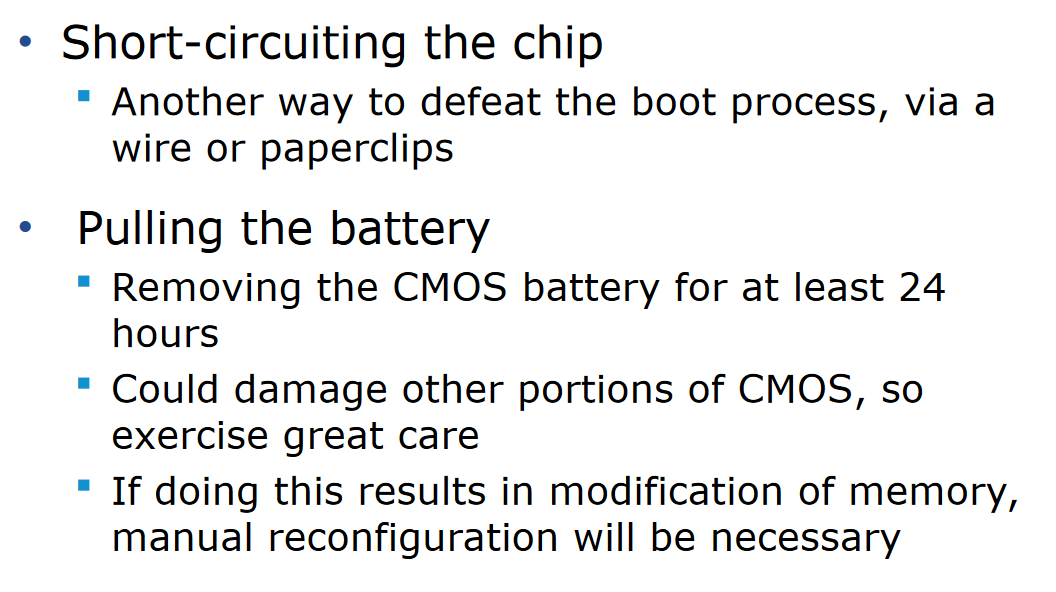 • Short-circuiting the chip
▪ Another way to defeat the boot process, via a
wire or paperclips
• Pulling the battery
▪ Removing the CMOS battery for at least 24
hours
▪ Could damage other portions of CMOS, so
exercise great care
▪ If doing this results in modification of memory,
manual reconfiguration will be necessary